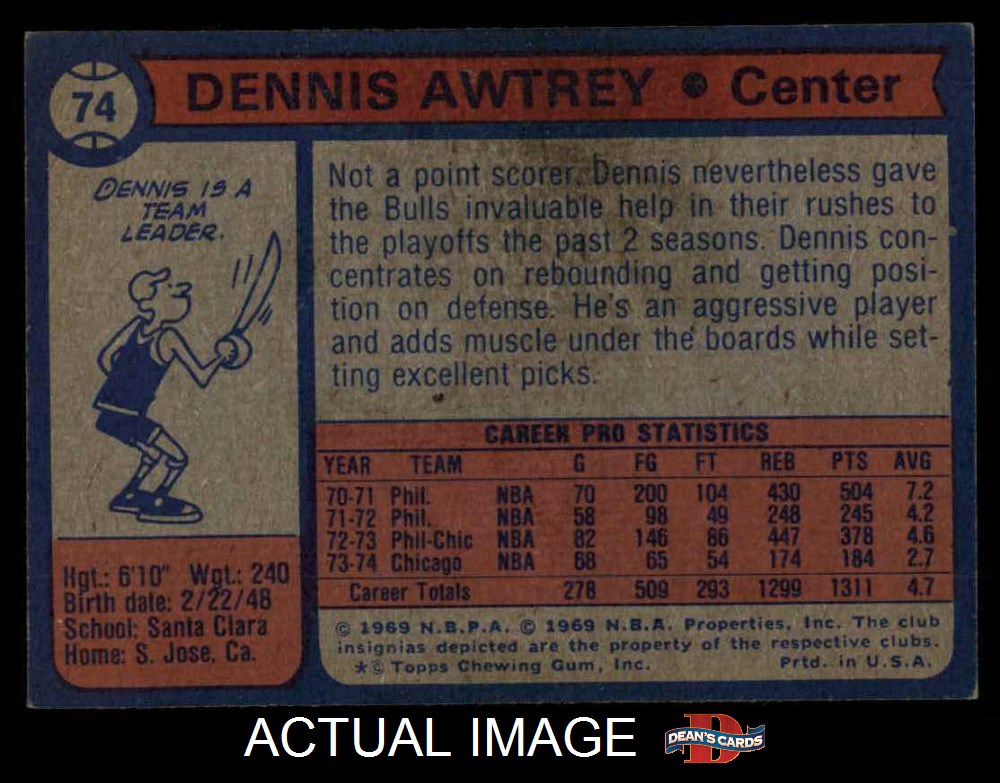 74
DENNIS AWTREY • Center
DENNIS IS A
TEAM
LEADER.
Not a point scorer, Dennis nevertheless gave
the Bulls invaluable help in their rushes to
the playoffs the past 2 seasons. Dennis con-
centrates on rebounding and getting posi-
tion on defense. He's an aggressive player
and adds muscle under the boards while set-
ting excellent picks.
CAREER PRO STATISTICS
YEAR TEAM G FG FT REB PTS AVG
70-71 Phil. NBA 70 200 104 430 504 7.2
71-72 Phil. NBA 58 98 49 248 245 4.2
72-73 Phil-Chic NBA 82 146 86 447 378 4.6
73-74 Chicago NBA 68 65 54 174 184 2.7
Career Totals 278 509 293 1299 1311 4.7
Hgt.: 6'10" Wgt.: 240
Birth date: 2/22/48
School: Santa Clara
Home: S. Jose, Ca.
© 1969 N.B.P.A. © 1969 N.B.A. Properties, Inc. The club
insignias depicted are the property of the respective clubs.
*© Topps Chewing Gum, Inc. Prtd. in U.S.A.
ACTUAL IMAGE
D
DEAN'S CARDS